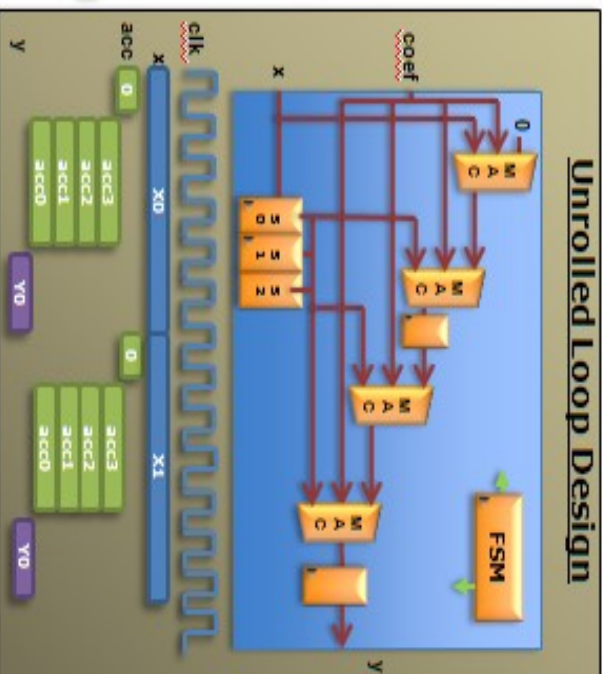 Unrolled Loop Design
coef
0
MAC
MAC
MAC
MAC
FSM
x
S0
S1
S2
y
clk
x
X0
X1
acc
0
acc3
acc2
acc1
acc0
0
acc3
acc2
acc1
acc0
y
Y0
Y0